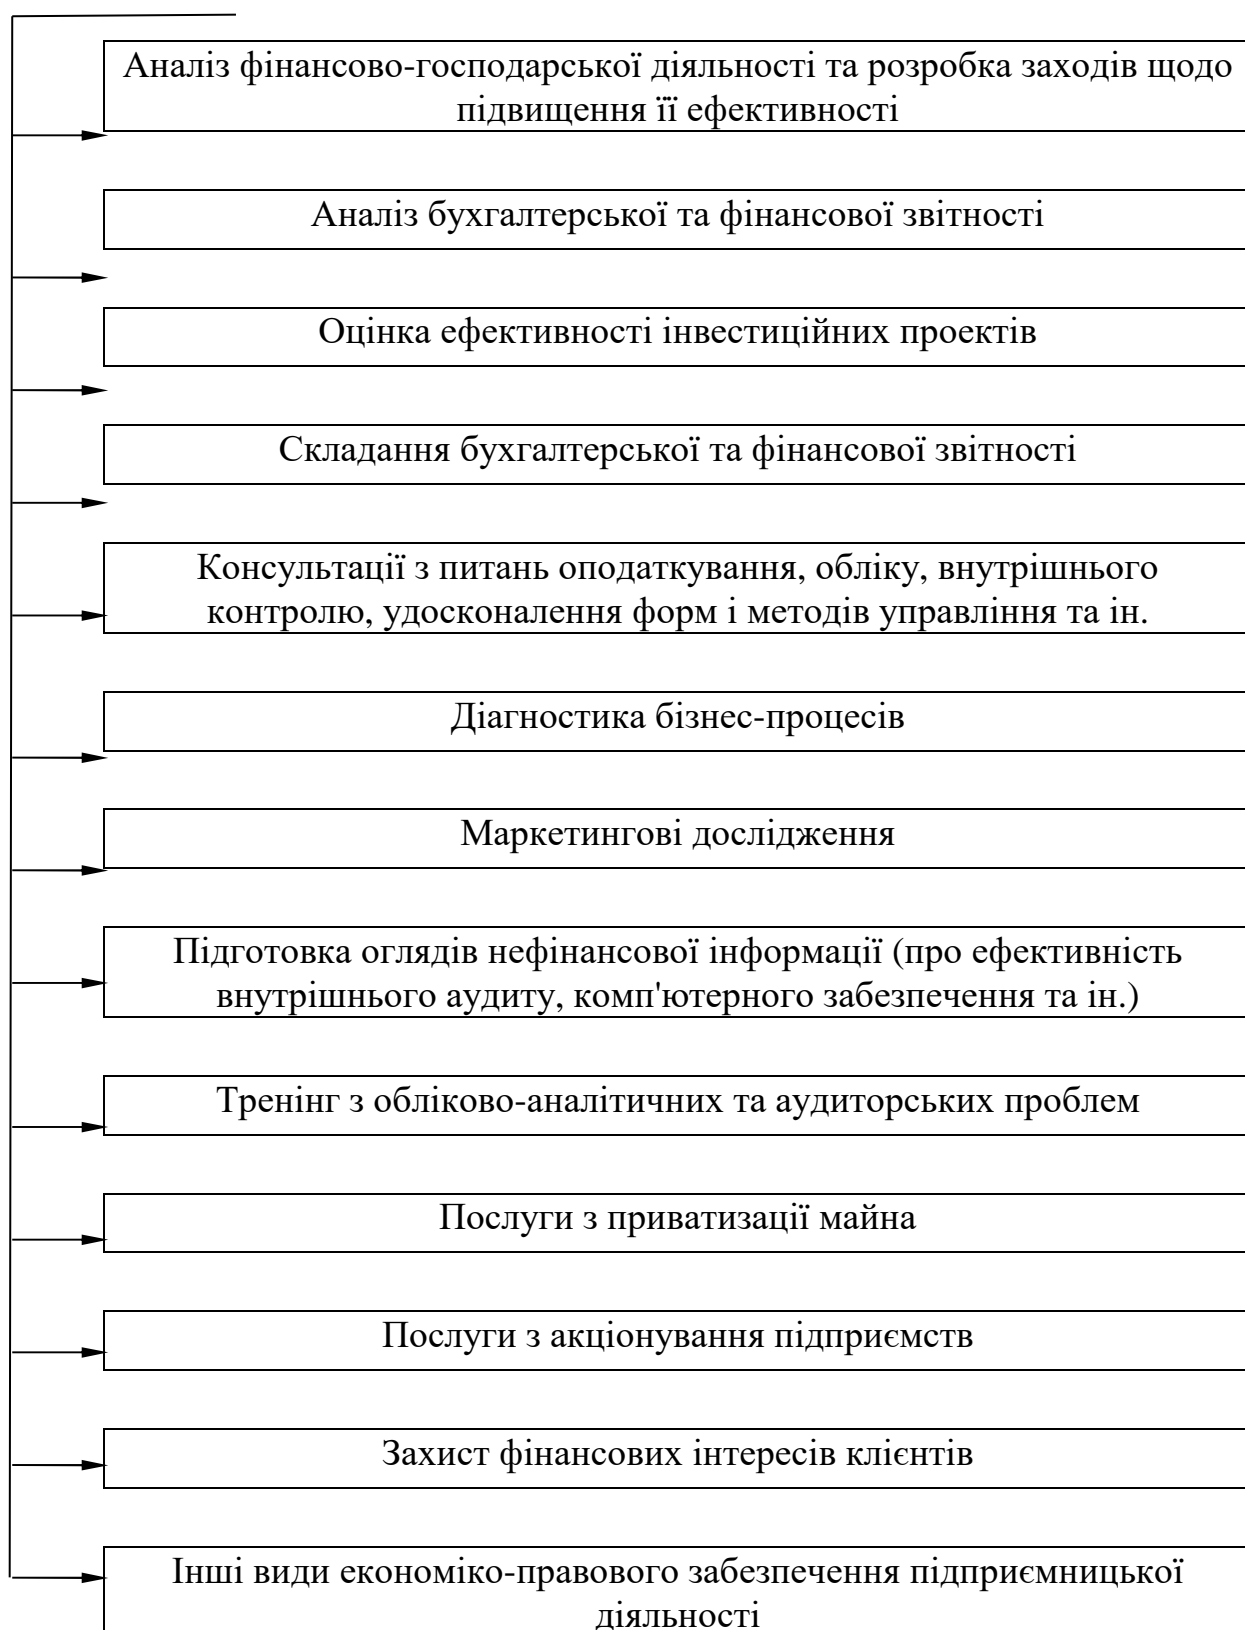 Аналіз фінансово-господарської діяльності та розробка заходів щодо
підвищення її ефективності
Аналіз бухгалтерської та фінансової звітності
Оцінка ефективності інвестиційних проектів
Складання бухгалтерської та фінансової звітності
Консультації з питань оподаткування, обліку, внутрішнього
контролю, удосконалення форм і методів управління та ін.
Діагностика бізнес-процесів
Маркетингові дослідження
Підготовка оглядів нефінансової інформації (про ефективність
внутрішнього аудиту, комп'ютерного забезпечення та ін.)
Тренінг з обліково-аналітичних та аудиторських проблем
Послуги з приватизації майна
Послуги з акціонування підприємств
Захист фінансових інтересів клієнтів
Інші види економіко-правового забезпечення підприємницької
діяльності